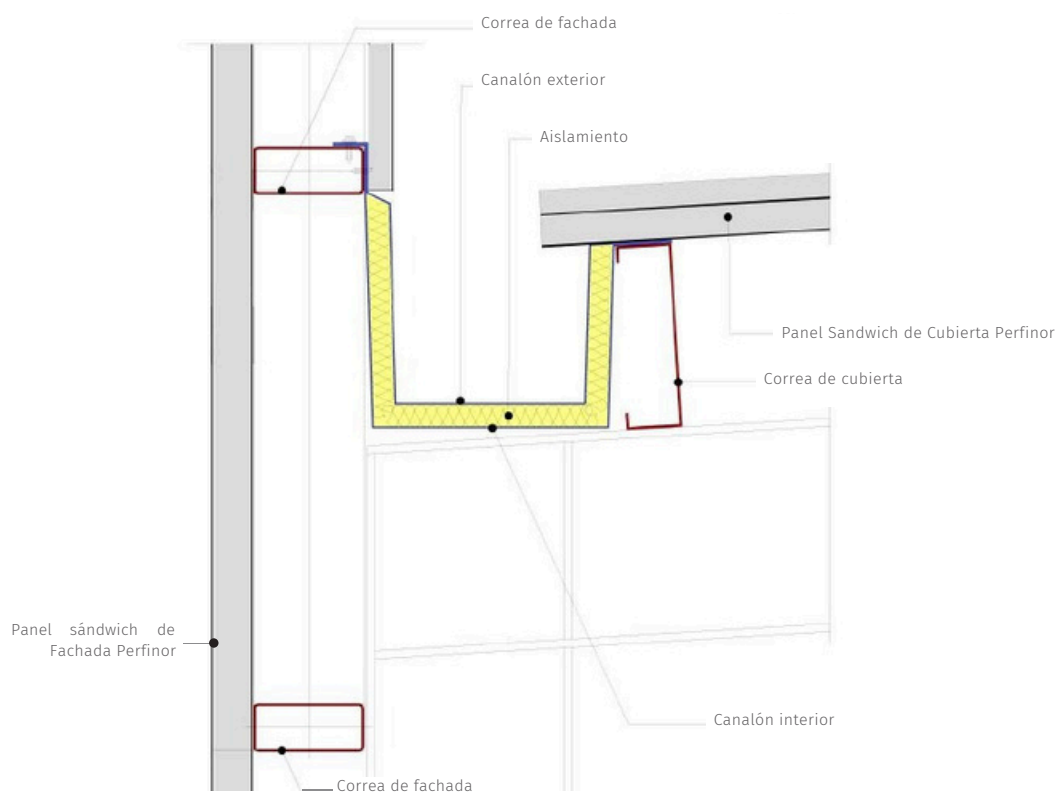 Correa de fachada
Canalón exterior
Aislamiento
Panel Sandwich de Cubierta Perfinor
Correa de cubierta
Panel sándwich de
Fachada Perfinor
Canalón interior
Correa de fachada